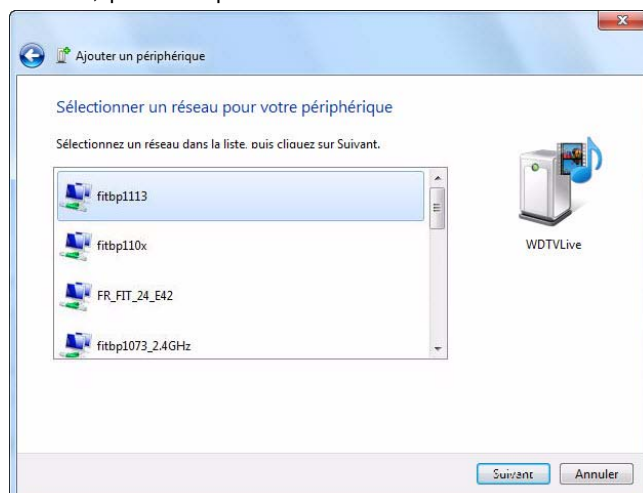 Ajouter un périphérique
Sélectionner un réseau pour votre périphérique
Sélectionnez un réseau dans la liste, puis cliquez sur Suivant.
fitbp1113
fitbp110x
WDTVLive
FR_FIT_24_E42
fitbp1073_2.4GHz
Suivant
Annuler